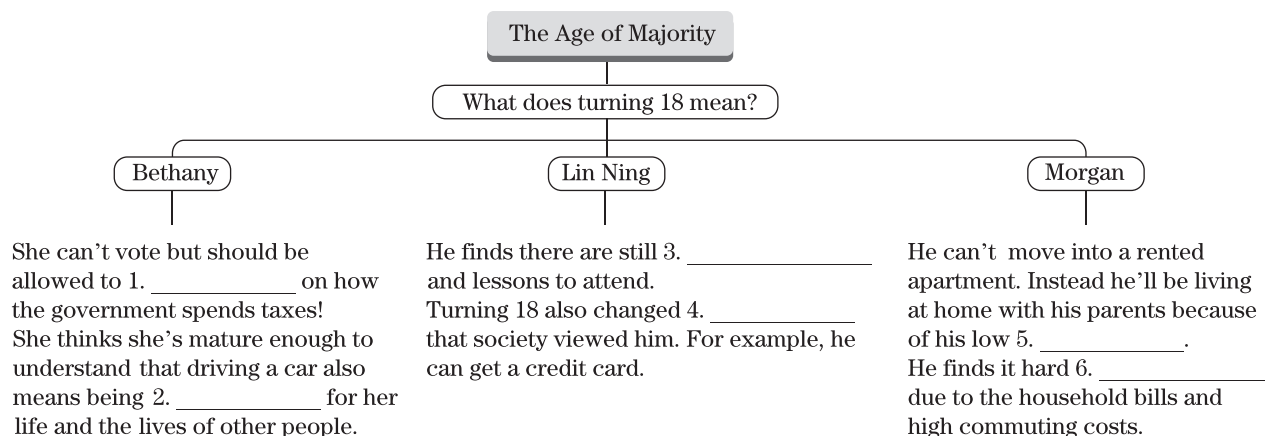 The Age of Majority
What does turning 18 mean?
Bethany
Lin Ning
Morgan
She can't vote but should be
allowed to 1. ____________ on how
the government spends taxes!
She thinks she's mature enough to
understand that driving a car also
means being 2. ____________ for her
life and the lives of other people.
He finds there are still 3. ________________
and lessons to attend.
Turning 18 also changed 4. ____________
that society viewed him. For example, he
can get a credit card.
He can't move into a rented
apartment. Instead he'll be living
at home with his parents because
of his low 5. ____________.
He finds it hard 6. ______________
due to the household bills and
high commuting costs.